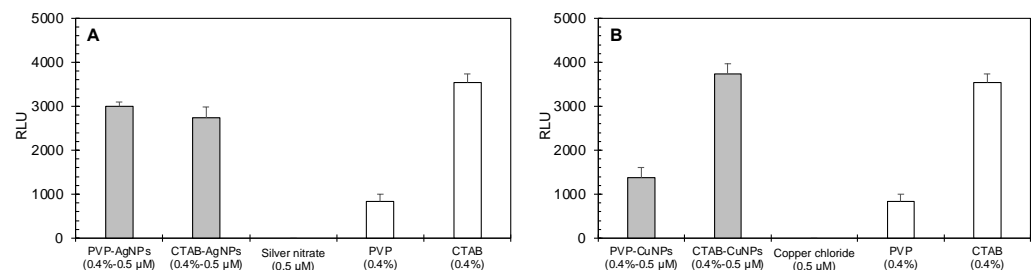 A
5000
4000
3000
2000
1000
0
RLU
PVP-AgNPs
(0.4%-0.5 µM)
CTAB-AgNPs
(0.4%-0.5 µM)
Silver nitrate
(0.5 µM)
PVP
(0.4%)
CTAB
(0.4%)
B
5000
4000
3000
2000
1000
0
RLU
PVP-CuNPs
(0.4%-0.5 µM)
CTAB-CuNPs
(0.4%-0.5 µM)
Copper chloride
(0.5 µM)
PVP
(0.4%)
CTAB
(0.4%)